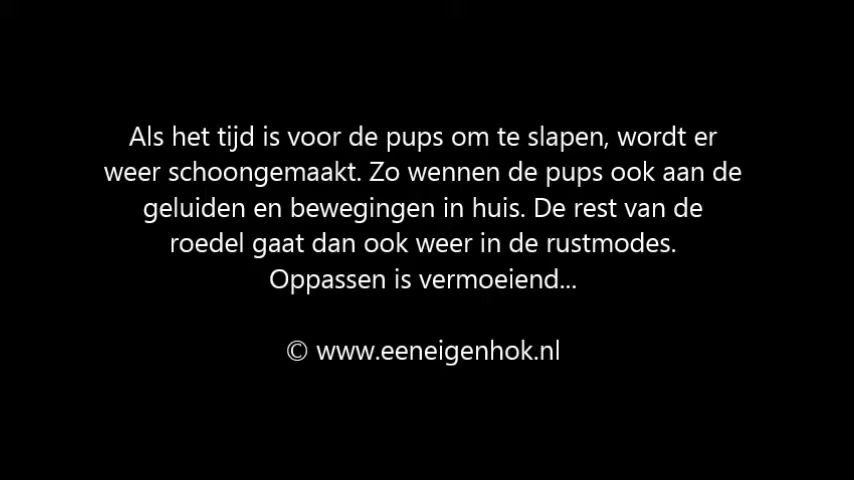 Als het tijd is voor de pups om te slapen, wordt er
weer schoongemaakt. Zo wennen de pups ook aan de
geluiden en bewegingen in huis. De rest van de
roedel gaat dan ook weer in de rustmodes.
Oppassen is vermoeiend...
© www.eeneigenhok.nl